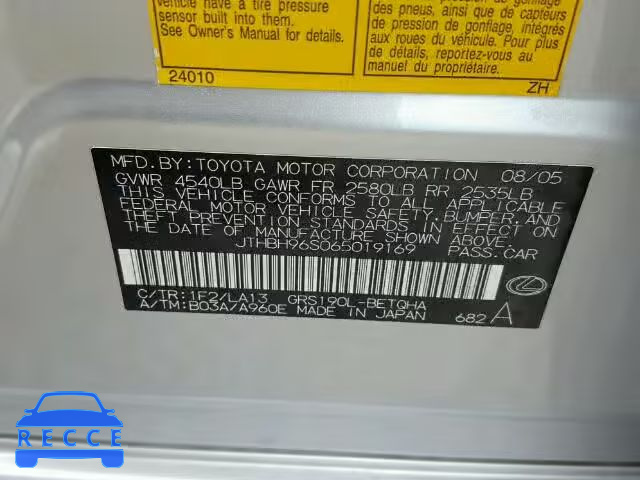 vehicle have a tire pressure
sensor built into them.
See Owner's Manual for details.
24010
des pneus, ainsi que de capteurs
de pression de gonflage, intégrés
aux roues du véhicule. Pour plus
de détails, reportez-vous au
manuel du propriétaire.
ZH
MFD. BY: TOYOTA MOTOR CORPORATION 08/05
GVWR 4540LB GAWR FR 2580LB RR 2535LB
THIS VEHICLE CONFORMS TO ALL APPLICABLE
FEDERAL MOTOR VEHICLE SAFETY, BUMPER, AND
THEFT PREVENTION STANDARDS IN EFFECT ON
THE DATE OF MANUFACTURE SHOWN ABOVE.
JTHBH96S065019169 PASS.CAR
C/TR: 1F2/LA13 GRS190L-BETQHA
A/TM: B03A/A960E MADE IN JAPAN 682 A
RECCE